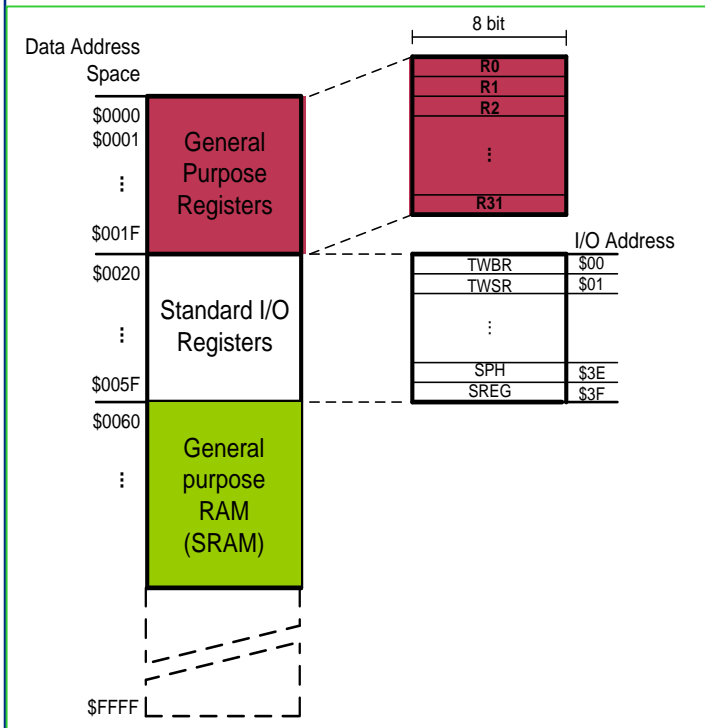 8 bit
Data Address
Space
$0000
$0001
⋮
$001F
$0020
⋮
$005F
$0060
⋮
$FFFF
General
Purpose
Registers
Standard I/O
Registers
General
purpose
RAM
(SRAM)
R0
R1
R2
⋮
R31
I/O Address
TWBR $00
TWSR $01
⋮
SPH $3E
SREG $3F